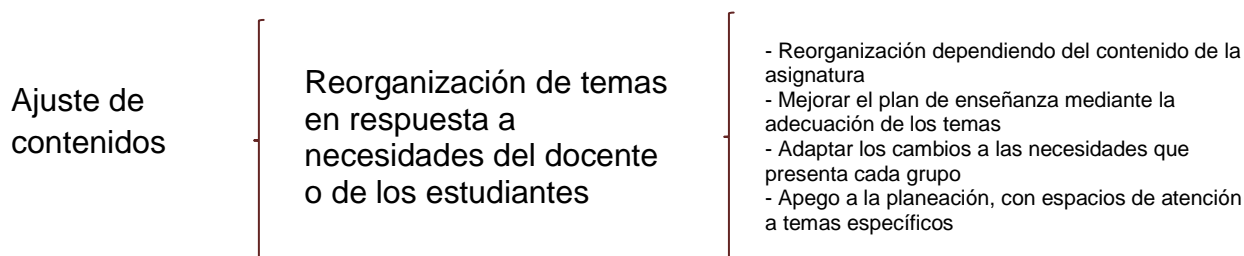 Ajuste de
contenidos
Reorganización de temas
en respuesta a
necesidades del docente
o de los estudiantes
- Reorganización dependiendo del contenido de la
asignatura
- Mejorar el plan de enseñanza mediante la
adecuación de los temas
- Adaptar los cambios a las necesidades que
presenta cada grupo
- Apego a la planeación, con espacios de atención
a temas específicos